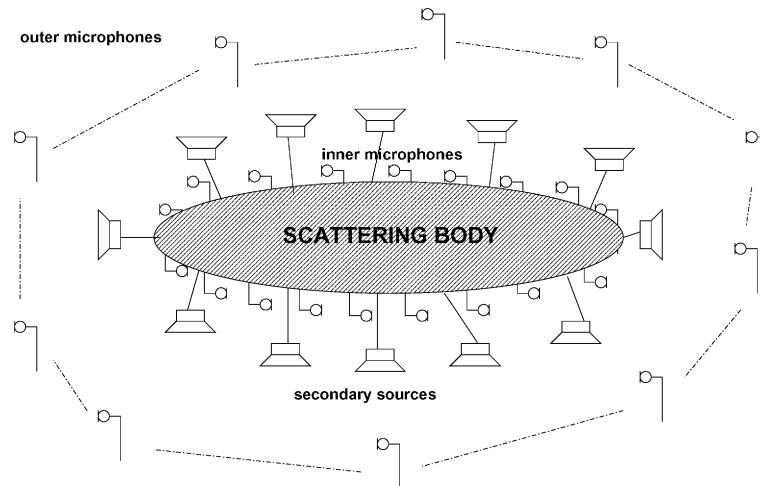 outer microphones
inner microphones
SCATTERING BODY
secondary sources